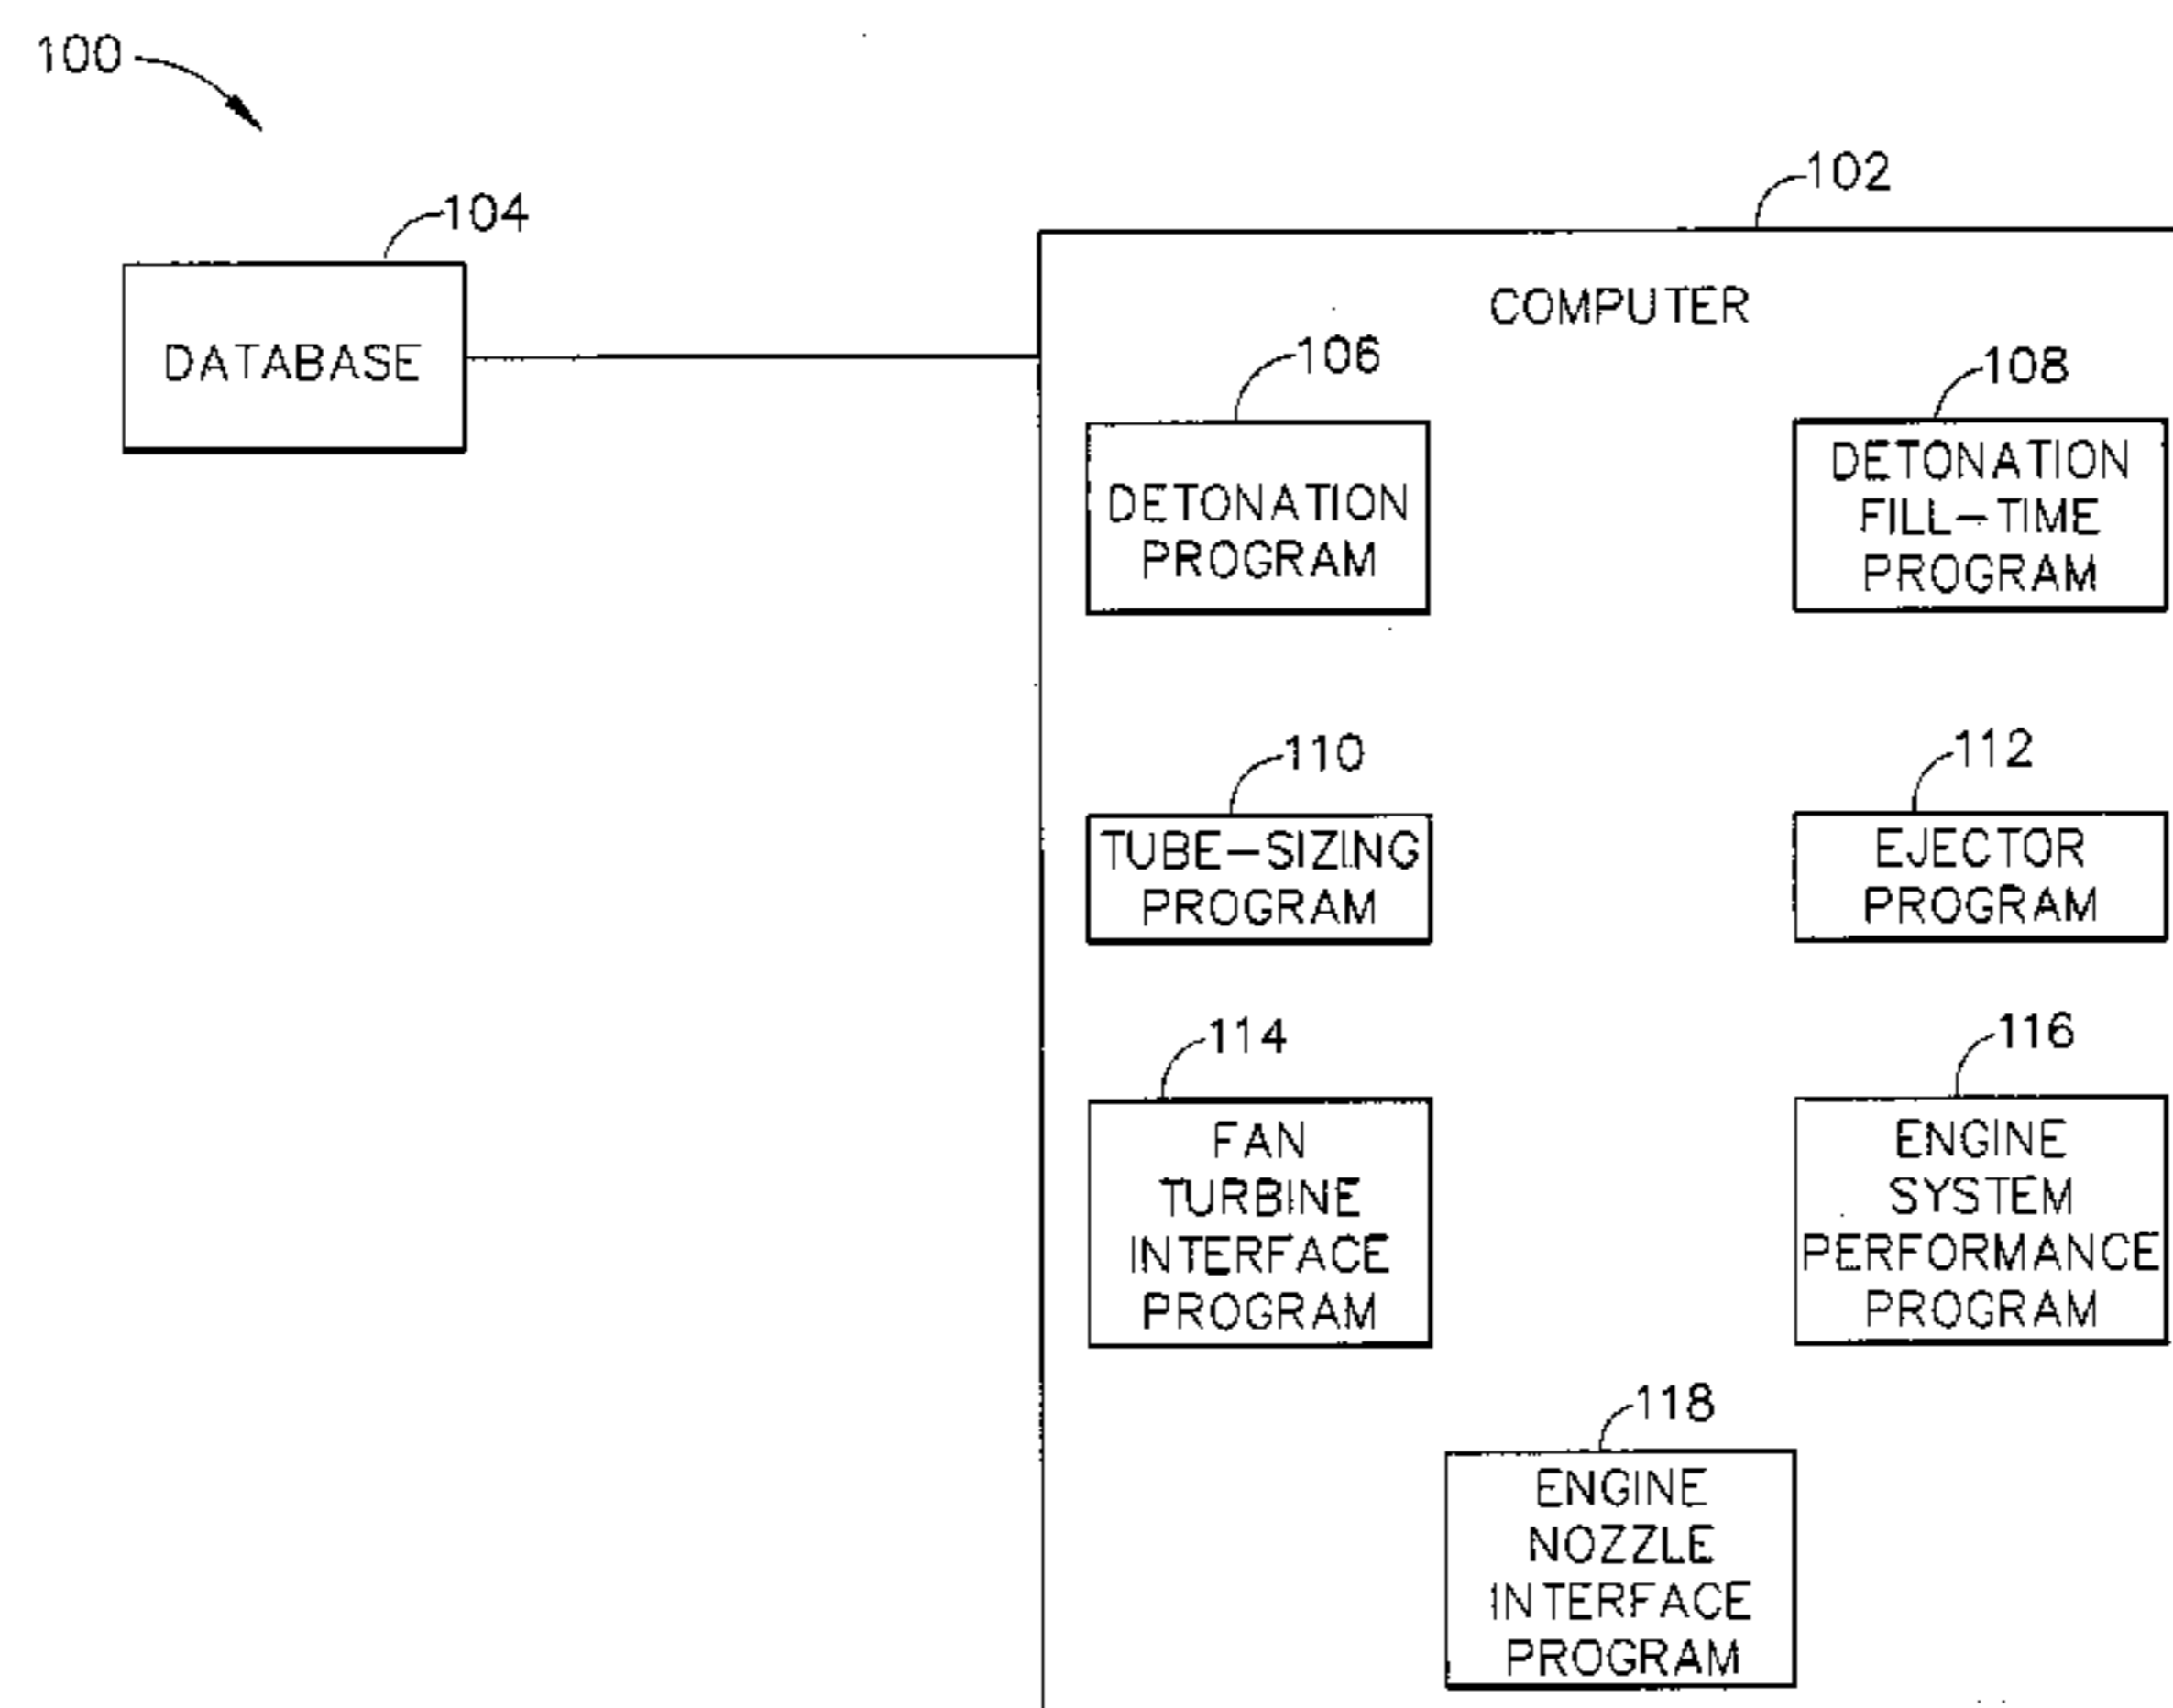 100
102
104
DATABASE
COMPUTER
106
108
DETONATION
PROGRAM
DETONATION
FILL-TIME
PROGRAM
110
112
TUBE-SIZING
PROGRAM
EJECTOR
PROGRAM
114
116
FAN
TURBINE
INTERFACE
PROGRAM
ENGINE
SYSTEM
PERFORMANCE
PROGRAM
118
ENGINE
NOZZLE
INTERFACE
PROGRAM